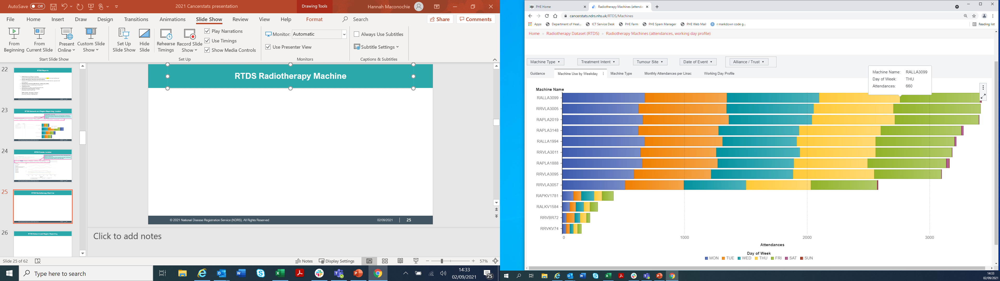 AutoSave Off
2021 Cancerstats presentation
Drawing Tools
Hannah Maconochie
File Home Insert Draw Design Transitions Animations Slide Show Review View Help Format Search Share Comments
From Beginning
From Current Slide
Present Online
Custom Slide Show
Start Slide Show
Set Up Slide Show
Hide Slide
Rehearse Timings
Record Slide Show
Play Narrations
Use Timings
Show Media Controls
Set Up
Monitor: Automatic
Use Presenter View
Monitors
Always Use Subtitles
Subtitle Settings
Captions & Subtitles
22
RTDS Reports
23
RTDS Network and Region Reporting, London
24
RTDS Events, London
25
RTDS Radiotherapy Machine
26
RTDS Network and Region Reporting
RTDS Radiotherapy Machine
© 2021 National Disease Registration Service (NDRS). All Rights Reserved
02/09/2021 25
Click to add notes
Slide 25 of 62
Notes Display Settings 57%
Type here to search
14:33
02/09/2021
25
PHE Home
Radiotherapy Machines (attenda
cancerstats.ndrs.nhs.uk/RTDS/Machines
Apps Department of Heal... ICT Service Desk PHE Farm PHE Spam Manager PHE Web Mail r markdown code g... Reading list
Home » Radiotherapy Dataset (RTDS) » Radiotherapy Machines (attendances, working day profile)
Machine Type Treatment Intent Tumour Site Date of Event Alliance / Trust
Guidance Machine Use by Weekday Machine Type Monthly Attendances per Linac Working Day Profile
Machine Name: RALLA3099
Day of Week: THU
Attendances: 660
Machine Name
RALLA3099
RRVLA3005
RAPLA2019
RAPLA3148
RALLA1994
RRVLA3011
RAPLA1888
RRVLA3095
RRVLA3057
RAPKV1781
RALKV1584
RRVBR72
RRVKV74
0 1000 2000 3000
Attendances
Day of Week
MON TUE WED THU FRI SAT SUN
14:33
02/09/2021